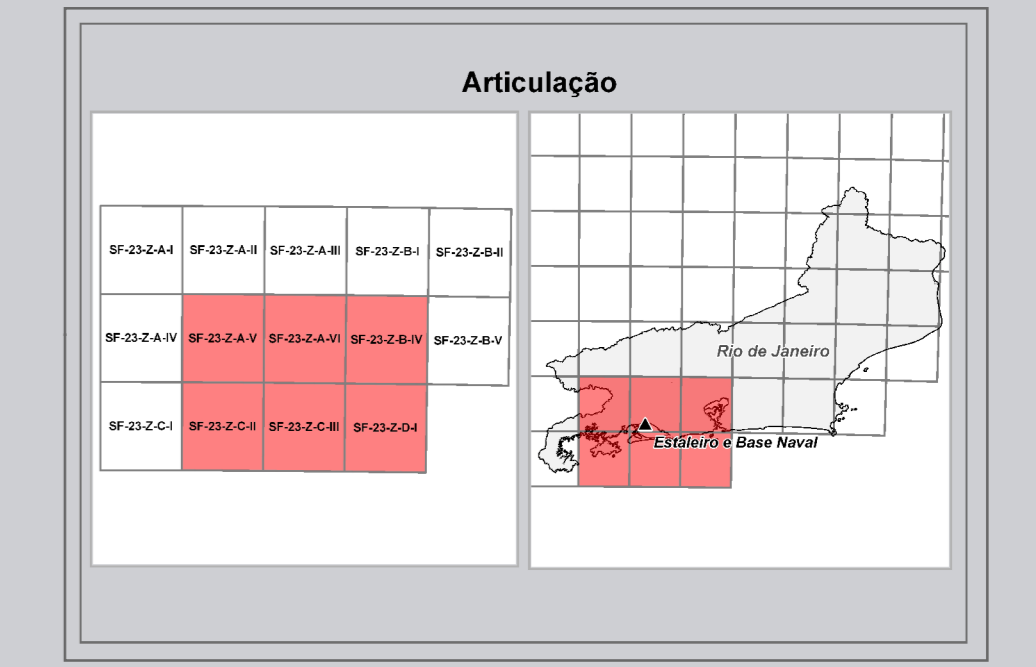 Articulação
SF-23-Z-A-I SF-23-Z-A-II SF-23-Z-A-III SF-23-Z-B-I SF-23-Z-B-II
SF-23-Z-A-IV SF-23-Z-A-V SF-23-Z-A-VI SF-23-Z-B-IV SF-23-Z-B-V
SF-23-Z-C-I SF-23-Z-C-II SF-23-Z-C-III SF-23-Z-D-I
Rio de Janeiro
Estaleiro e Base Naval